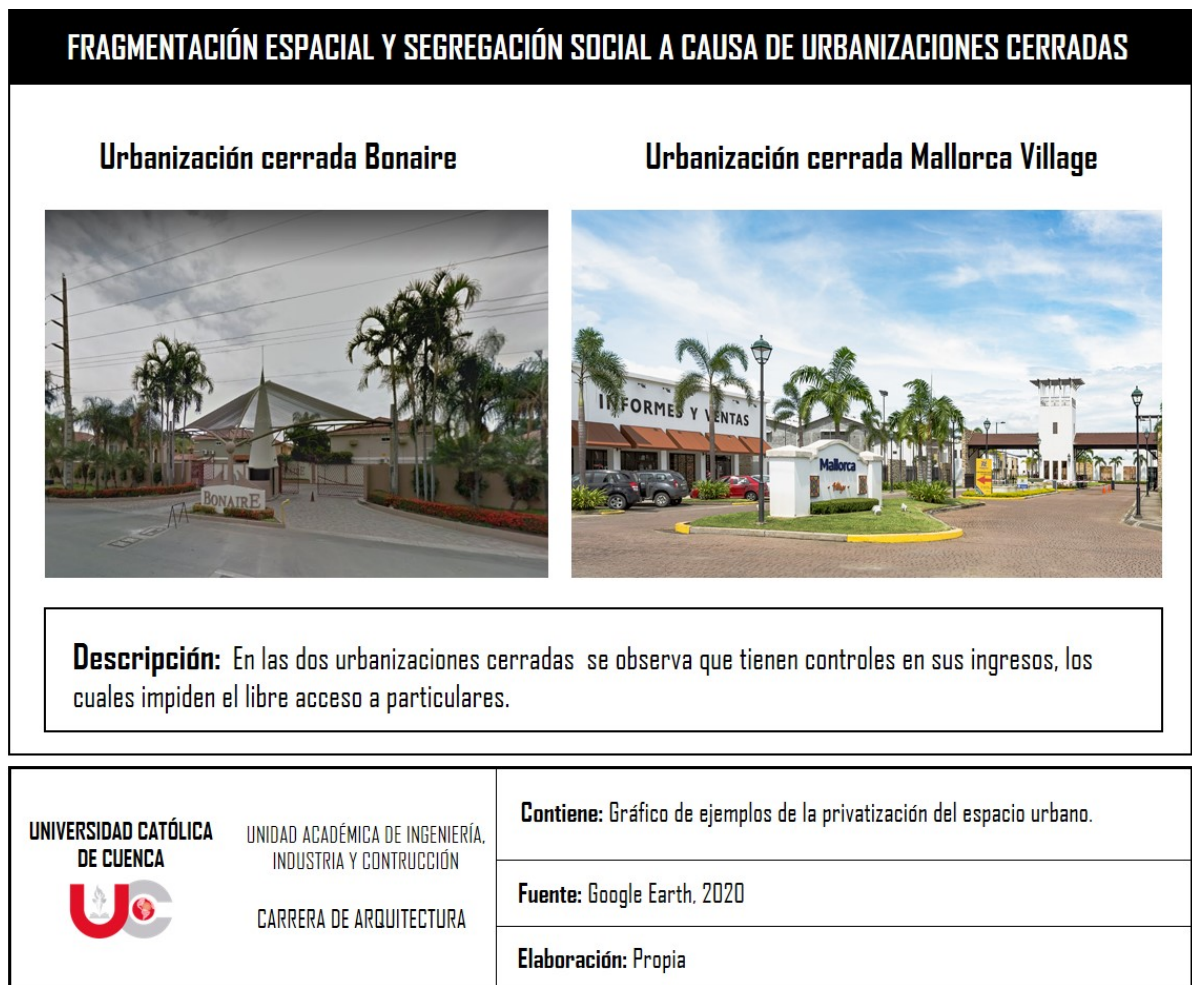 FRAGMENTACIÓN ESPACIAL Y SEGREGACIÓN SOCIAL A CAUSA DE URBANIZACIONES CERRADAS
Urbanización cerrada Bonaire
Urbanización cerrada Mallorca Village
BONAIRE
INFORMES Y VENTAS
Mallorca
Descripción: En las dos urbanizaciones cerradas se observa que tienen controles en sus ingresos, los
cuales impiden el libre acceso a particulares.
UNIVERSIDAD CATÓLICA
DE CUENCA
UC
UNIDAD ACADÉMICA DE INGENIERÍA,
INDUSTRIA Y CONTRUCCIÓN
CARRERA DE ARQUITECTURA
Contiene: Gráfico de ejemplos de la privatización del espacio urbano.
Fuente: Google Earth, 2020
Elaboración: Propia